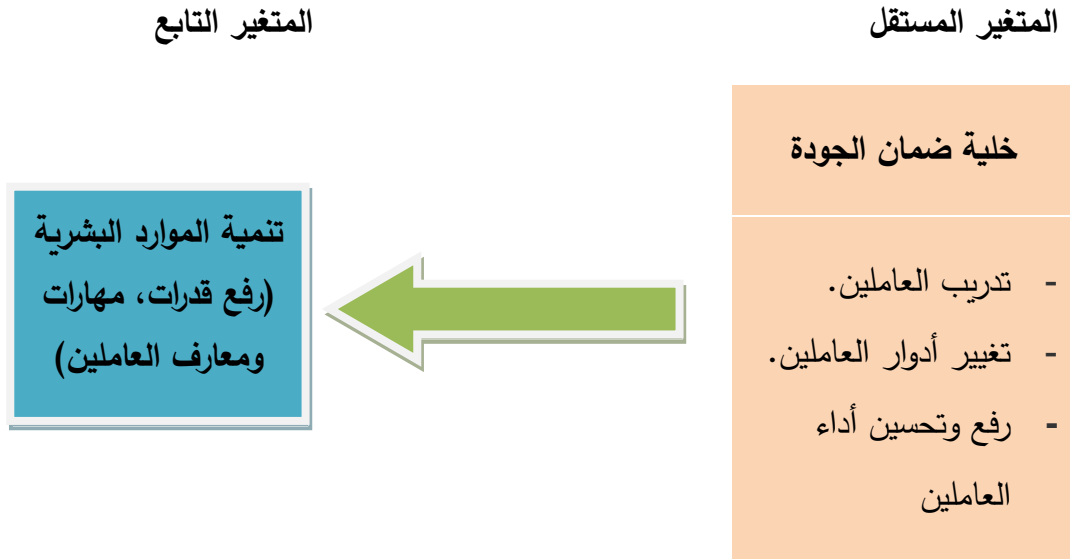 المتغير المستقل
المتغير التابع
خلية ضمان الجودة
- تدريب العاملين.
- تغيير أدوار العاملين.
- رفع وتحسين أداء
العاملين
تنمية الموارد البشرية
(رفع قدرات، مهارات
ومعارف العاملين)